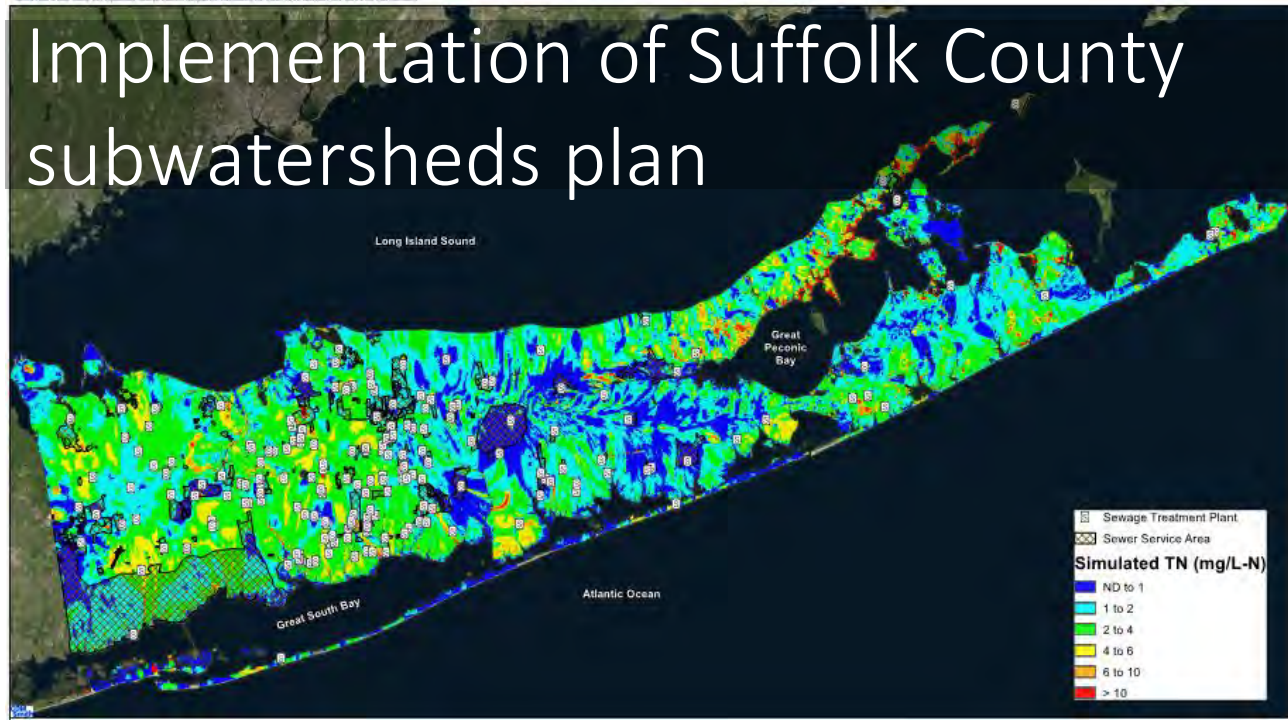 Implementation of Suffolk County
subwatersheds plan
Long Island Sound
Great
Peconic
Bay
Great South Bay
Atlantic Ocean
Sewage Treatment Plant
Sewer Service Area
Simulated TN (mg/L-N)
ND to 1
1 to 2
2 to 4
4 to 6
6 to 10
> 10